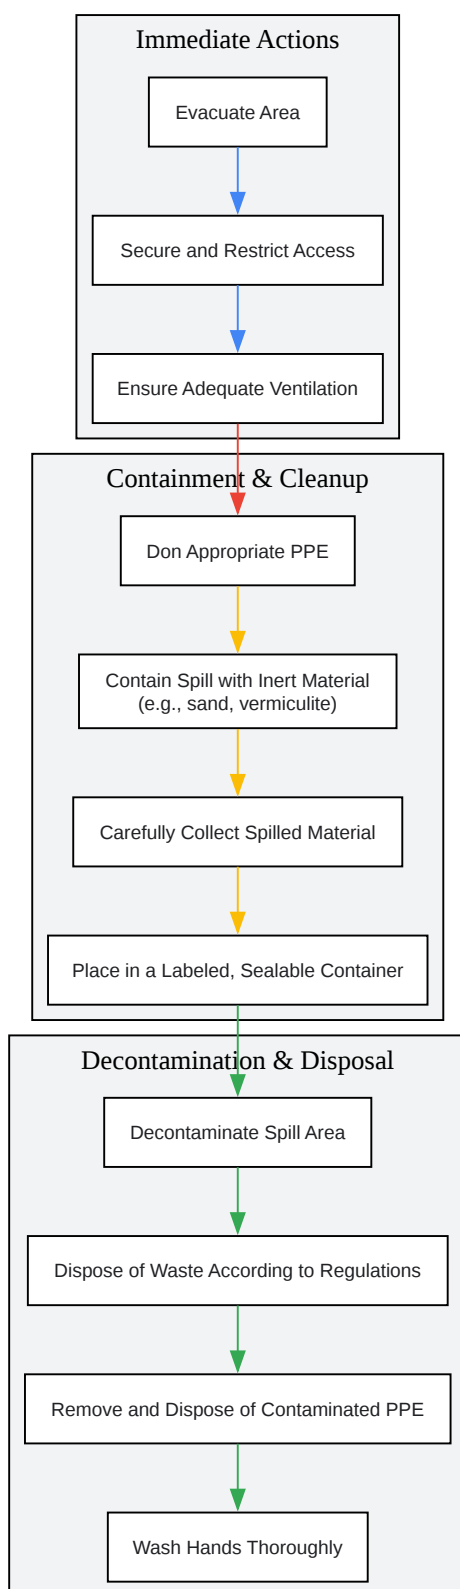 Immediate Actions
Evacuate Area
Secure and Restrict Access
Ensure Adequate Ventilation
Containment & Cleanup
Don Appropriate PPE
Contain Spill with Inert Material
(e.g., sand, vermiculite)
Carefully Collect Spilled Material
Place in a Labeled, Sealable Container
Decontamination & Disposal
Decontaminate Spill Area
Dispose of Waste According to Regulations
Remove and Dispose of Contaminated PPE
Wash Hands Thoroughly